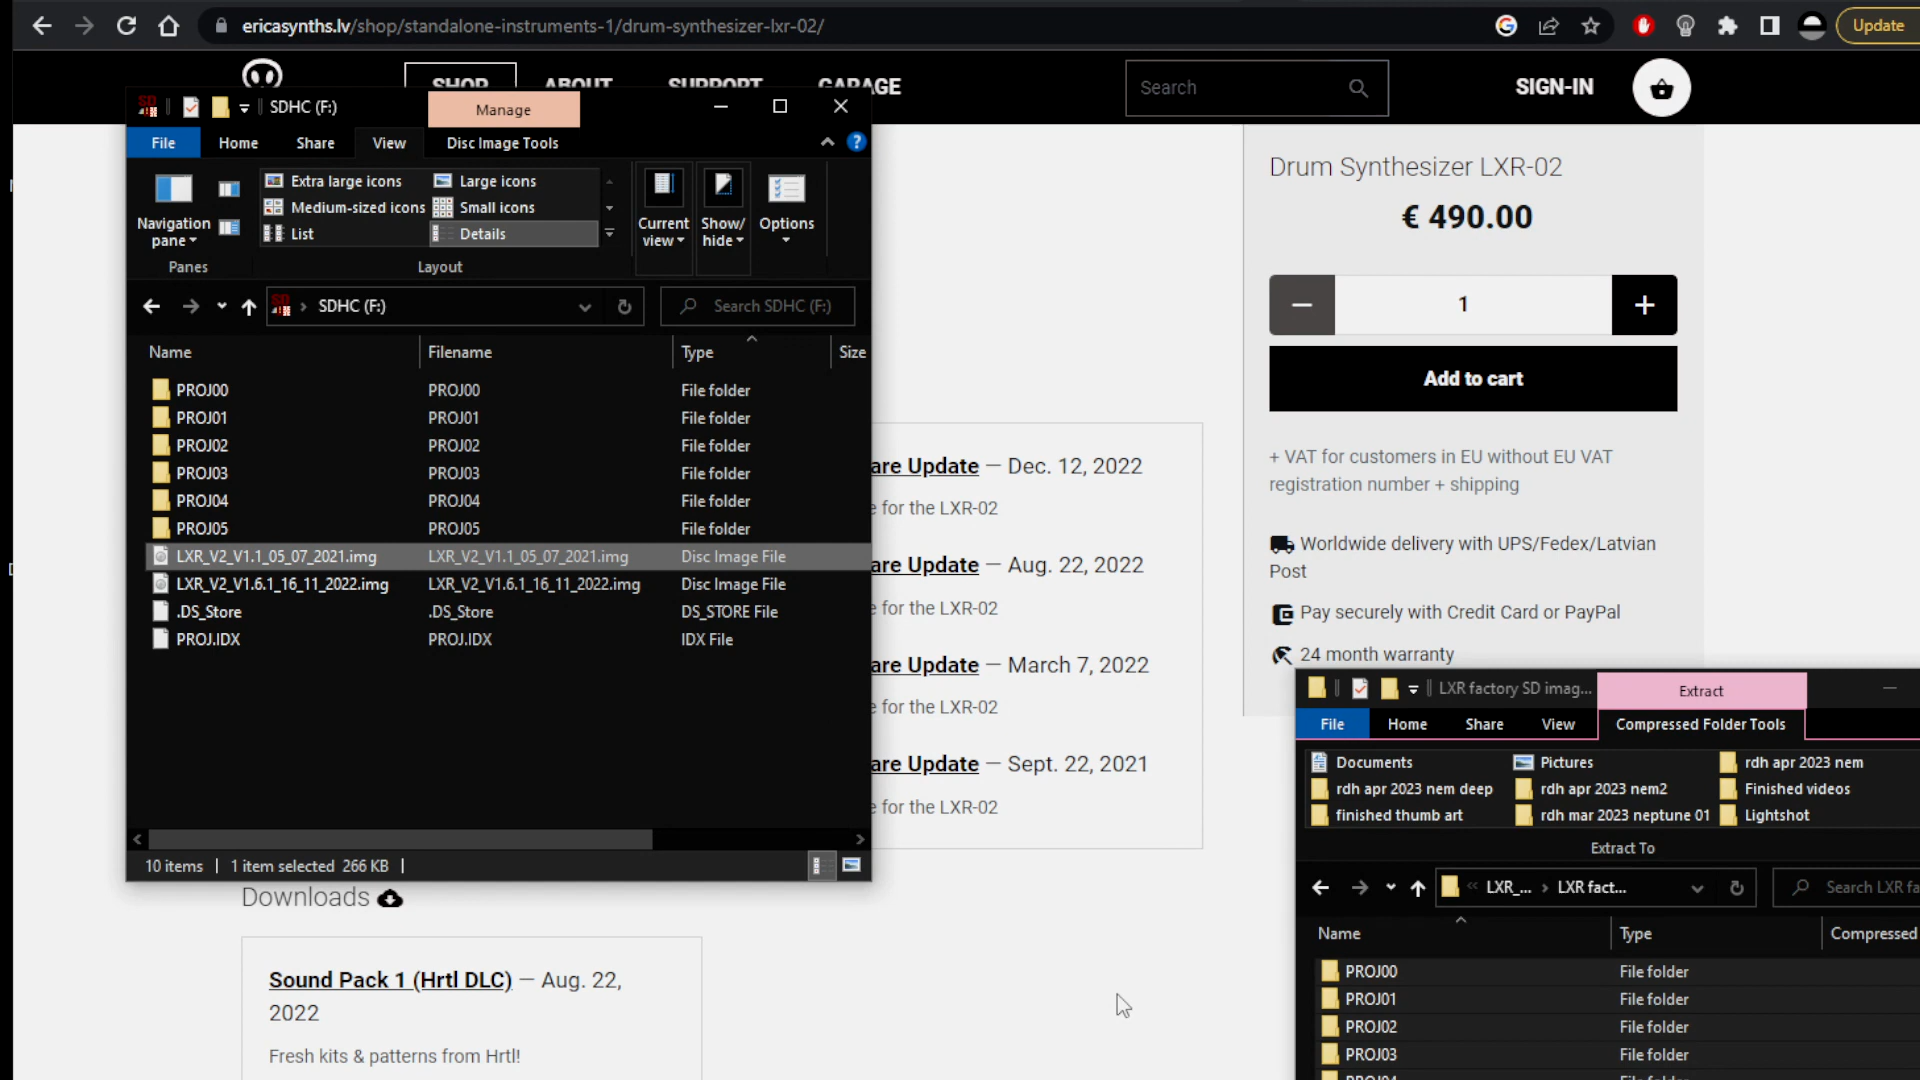 ericasynths.lv/shop/standalone-instruments-1/drum-synthesizer-lxr-02/
Update
SHOP ABOUT SUPPORT GARAGE
Search
SIGN-IN
SDHC (F:)
Manage
File Home Share View Disc Image Tools
Extra large icons Large icons
Medium-sized icons Small icons
List Details
Navigation pane
Current view
Show/ hide
Options
Panes
Layout
SDHC (F:)
Search SDHC (F:)
Name Filename Type Size
PROJ00 PROJ00 File folder
PROJ01 PROJ01 File folder
PROJ02 PROJ02 File folder
PROJ03 PROJ03 File folder
PROJ04 PROJ04 File folder
PROJ05 PROJ05 File folder
LXR_V2_V1.1_05_07_2021.img LXR_V2_V1.1_05_07_2021.img Disc Image File
LXR_V2_V1.6.1_16_11_2022.img LXR_V2_V1.6.1_16_11_2022.img Disc Image File
.DS_Store .DS_Store DS_STORE File
PROJ.IDX PROJ.IDX IDX File
10 items 1 item selected 266 KB
are Update — Dec. 12, 2022
e for the LXR-02
are Update — Aug. 22, 2022
e for the LXR-02
are Update — March 7, 2022
e for the LXR-02
are Update — Sept. 22, 2021
e for the LXR-02
Downloads
Sound Pack 1 (Hrtl DLC) — Aug. 22,
2022
Fresh kits & patterns from Hrtl!
Drum Synthesizer LXR-02
€ 490.00
− 1 +
Add to cart
+ VAT for customers in EU without EU VAT
registration number + shipping
Worldwide delivery with UPS/Fedex/Latvian
Post
Pay securely with Credit Card or PayPal
24 month warranty
LXR factory SD imag...
Extract
File Home Share View Compressed Folder Tools
Documents Pictures rdh apr 2023 nem
rdh apr 2023 nem deep rdh apr 2023 nem2 Finished videos
finished thumb art rdh mar 2023 neptune 01 Lightshot
Extract To
« LXR_... › LXR fact...
Search LXR fa
Name Type Compressed
PROJ00 File folder
PROJ01 File folder
PROJ02 File folder
PROJ03 File folder